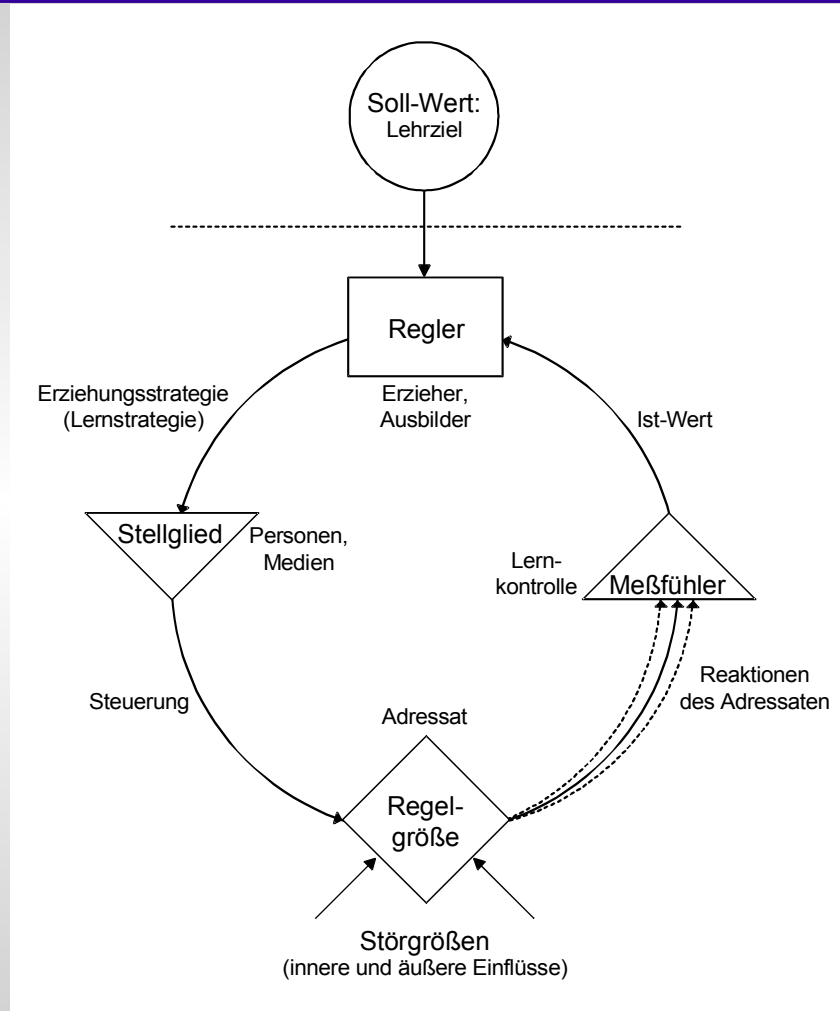 Soll-Wert:
Lehrziel
Regler
Erzieher,
Ausbilder
Erziehungsstrategie
(Lernstrategie)
Ist-Wert
Stellglied
Personen,
Medien
Lern-
kontrolle
Meßfühler
Steuerung
Reaktionen
des Adressaten
Adressat
Regel-
größe
Störgrößen
(innere und äußere Einflüsse)